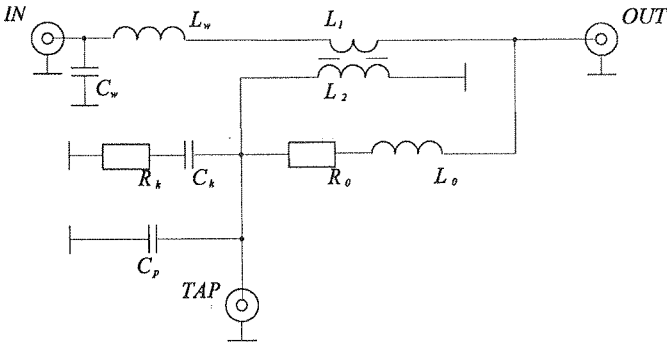 IN
L_w
L_1
OUT
C_w
L_2
R_k
C_k
R_0
L_0
C_p
TAP